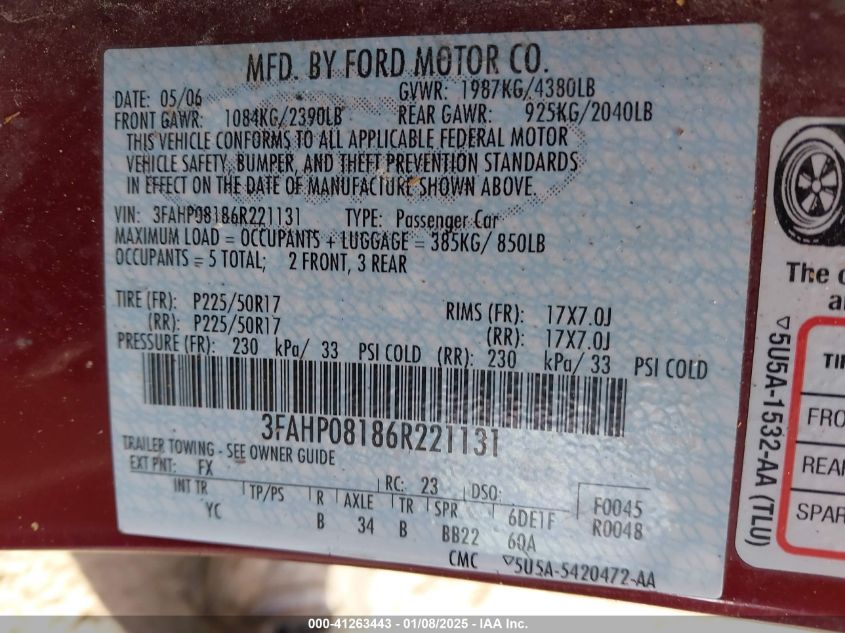 MFD. BY FORD MOTOR CO.
DATE: 05/06 GVWR: 1987KG/4380LB
FRONT GAWR: 1084KG/2390LB REAR GAWR: 925KG/2040LB
THIS VEHICLE CONFORMS TO ALL APPLICABLE FEDERAL MOTOR
VEHICLE SAFETY, BUMPER, AND THEFT PREVENTION STANDARDS
IN EFFECT ON THE DATE OF MANUFACTURE SHOWN ABOVE.
VIN: 3FAHP08186R221131 TYPE: Passenger Car
MAXIMUM LOAD = OCCUPANTS + LUGGAGE = 385KG/ 850LB
OCCUPANTS = 5 TOTAL; 2 FRONT, 3 REAR
TIRE (FR): P225/50R17 RIMS (FR): 17X7.0J
(RR): P225/50R17 (RR): 17X7.0J
PRESSURE (FR): 230 kPa/ 33 PSI COLD (RR): 230 kPa/ 33 PSI COLD
3FAHP08186R221131
TRAILER TOWING - SEE OWNER GUIDE
EXT PNT: FX RC: 23 DSO:
INT TR TP/PS R AXLE TR SPR 6DE1F F0045
YC B 34 B BB22 60A R0048
CMC ▽5U5A-5420472-AA
The
▽5U5A-1532-AA (TLU)
SPAR
000-41263443 - 01/08/2025 - IAA Inc.